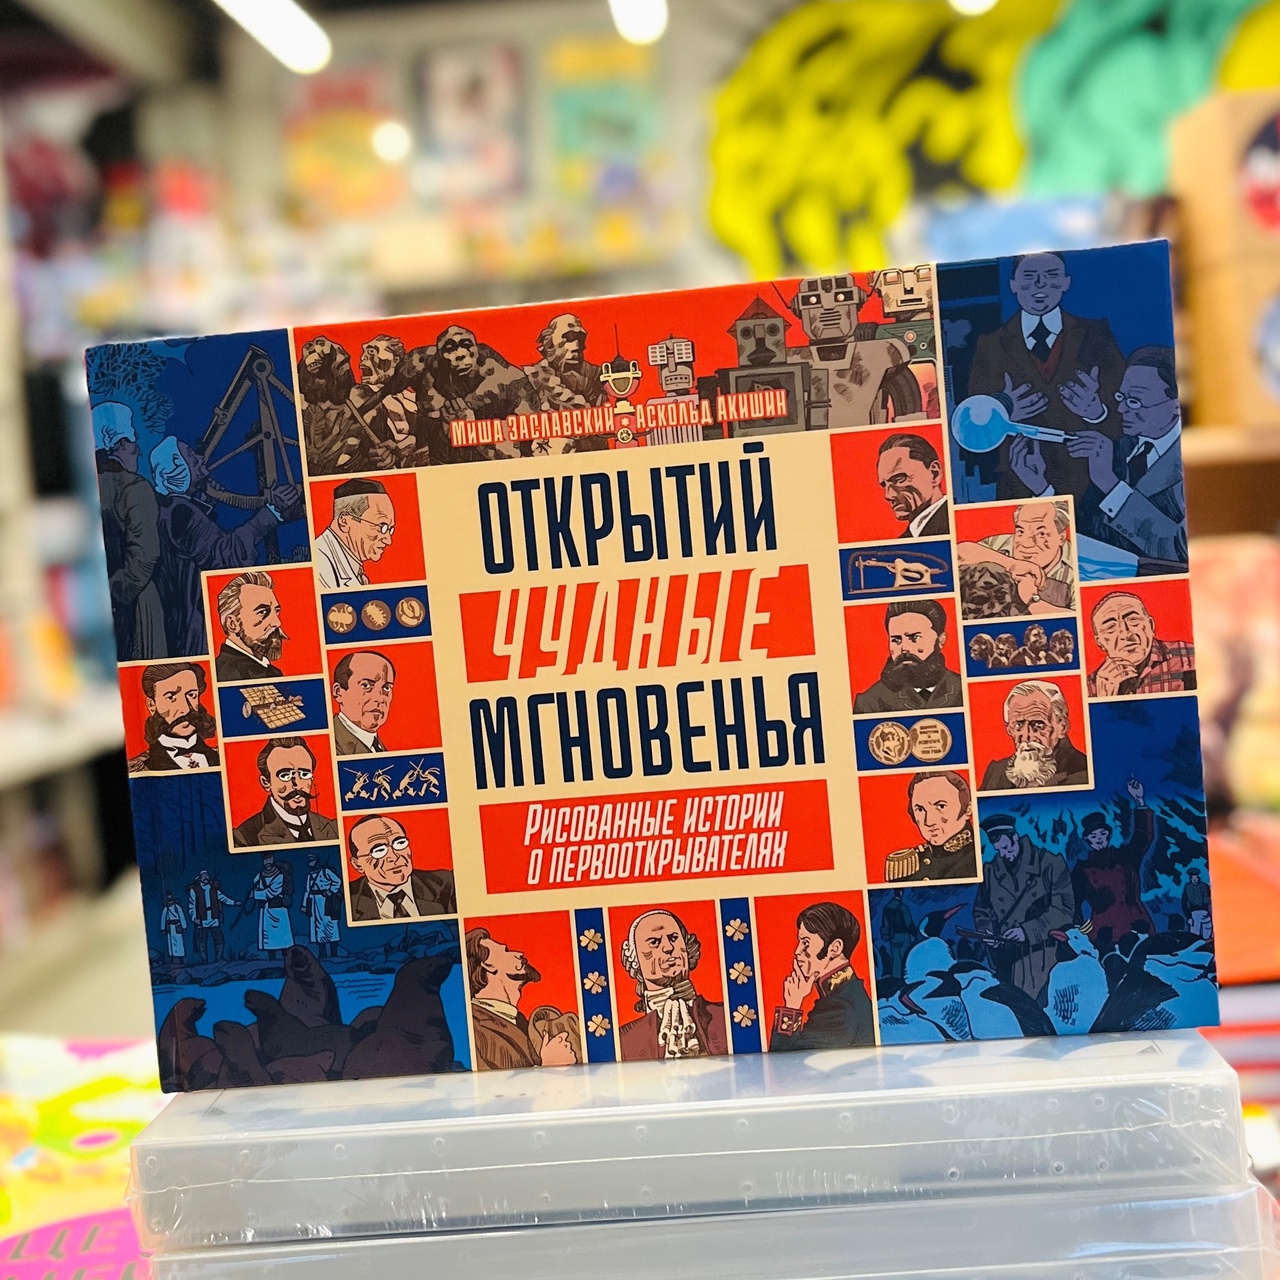 Миша Заславский Аскольд Акишин
ОТКРЫТИЙ
ЧУДНЫЕ
МГНОВЕНЬЯ
Рисованные истории
о первооткрывателях